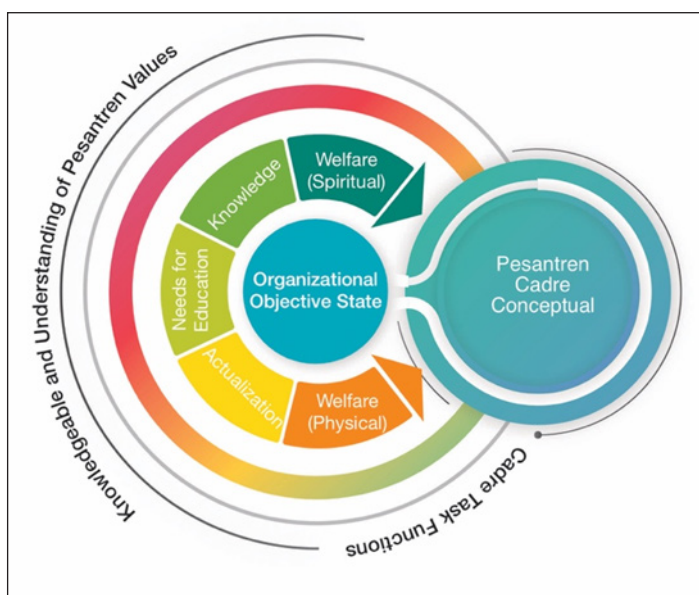 Knowledgeable and Understanding of Pesantren Values
Welfare
(Spiritual)
Knowledge
Needs for
Education
Actualization
Welfare
(Physical)
Organizational
Objective State
Pesantren
Cadre
Conceptual
Cadre Task Functions